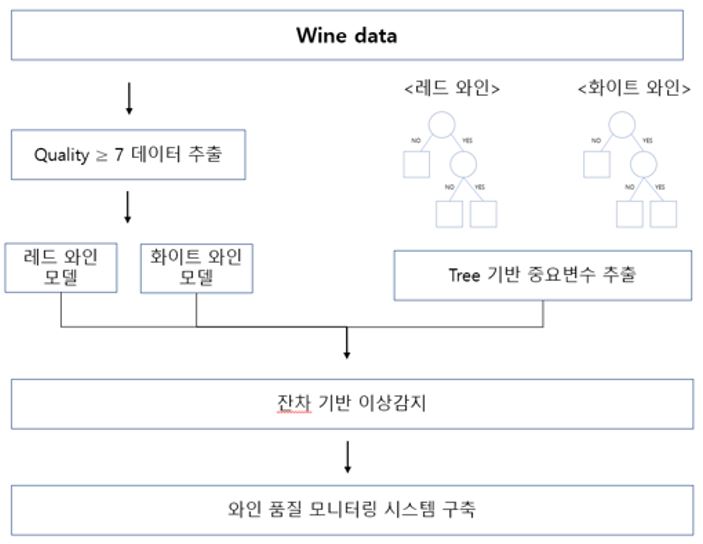 Wine data
<레드 와인>
<화이트 와인>
NO
YES
NO
YES
NO
YES
NO
YES
Quality ≥ 7 데이터 추출
레드 와인
모델
화이트 와인
모델
Tree 기반 중요변수 추출
잔차 기반 이상감지
와인 품질 모니터링 시스템 구축